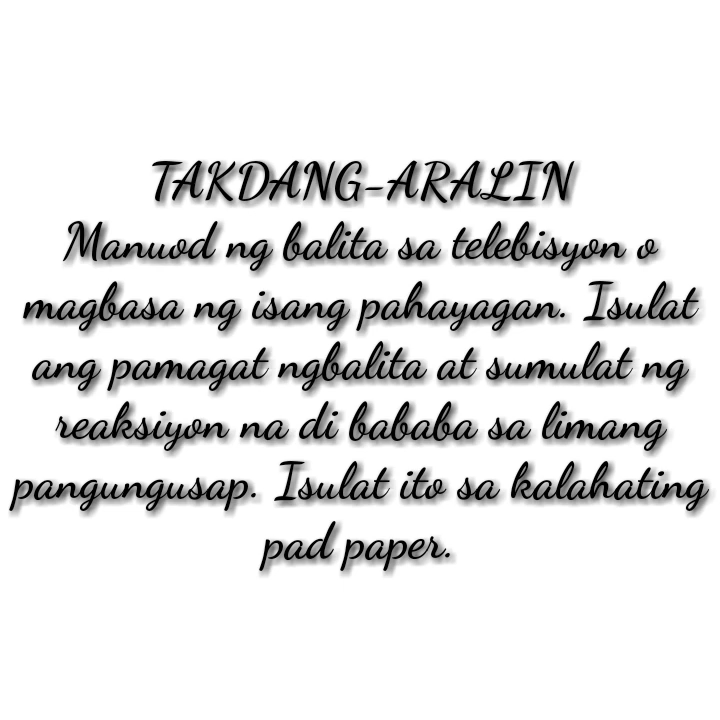 TAKDANG-ARALIN
Manuod ng balita sa telebisyon o
magbasa ng isang pahayagan. Isulat
ang pamagat ngbalita at sumulat ng
reaksiyon na di bababa sa limang
pangungusap. Isulat ito sa kalahating
pad paper.